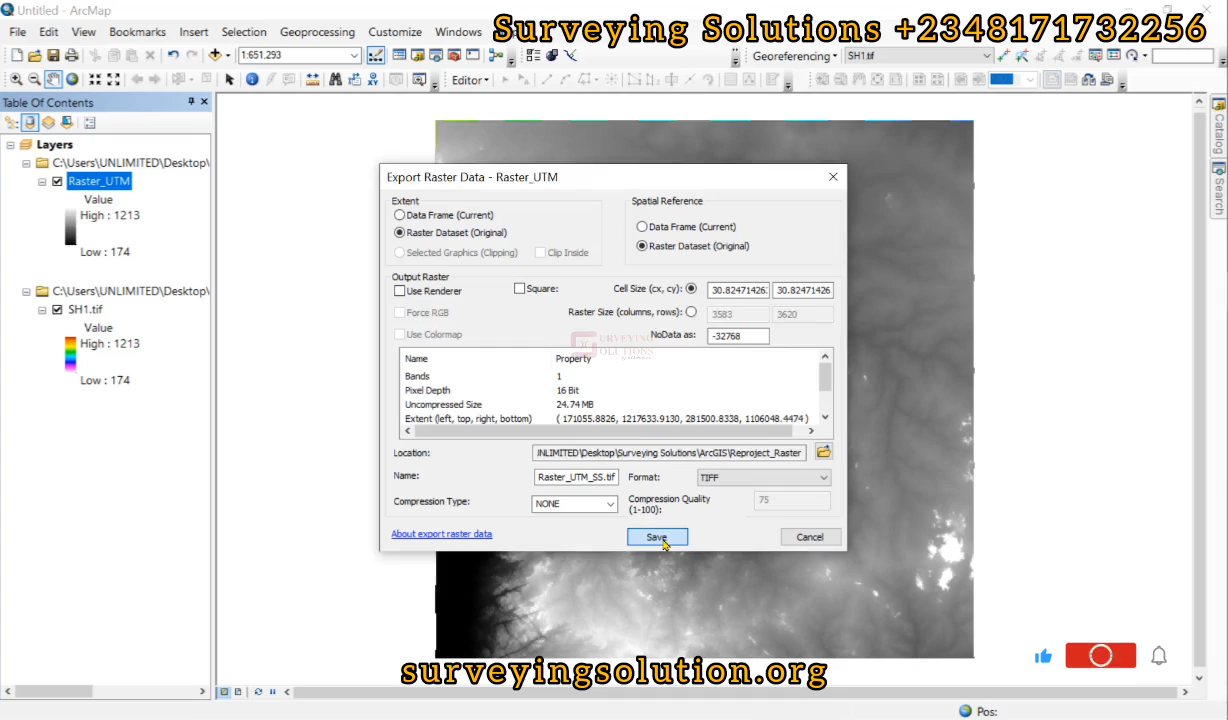 Untitled - ArcMap
Surveying Solutions +2348171732256
File Edit View Bookmarks Insert Selection Geoprocessing Customize Windows
1:651,293
Georeferencing
SH1.tif
Editor
Table Of Contents
Layers
C:\Users\UNLIMITED\Desktop\
Raster_UTM
Value
High : 1213
Low : 174
C:\Users\UNLIMITED\Desktop\
SH1.tif
Value
High : 1213
Low : 174
Export Raster Data - Raster_UTM
Extent
Data Frame (Current)
Raster Dataset (Original)
Selected Graphics (Clipping)
Clip Inside
Spatial Reference
Data Frame (Current)
Raster Dataset (Original)
Output Raster
Use Renderer
Square:
Cell Size (cx, cy):
30.82471426
30.82471426
Force RGB
Raster Size (columns, rows):
3583
3620
Use Colormap
NoData as:
-32768
SURVEYING
SOLUTIONS
Name Property
Bands 1
Pixel Depth 16 Bit
Uncompressed Size 24.74 MB
Extent (left, top, right, bottom) ( 171055.8826, 1217633.9130, 281500.8338, 1106048.4474 )
Location:
NLIMITED\Desktop\Surveying Solutions\ArcGIS\Reproject_Raster
Name:
Raster_UTM_SS.tif
Format:
TIFF
Compression Type:
NONE
Compression Quality
(1-100):
75
About export raster data
Save
Cancel
Catalog
Search
surveyingsolution.org
Pos: